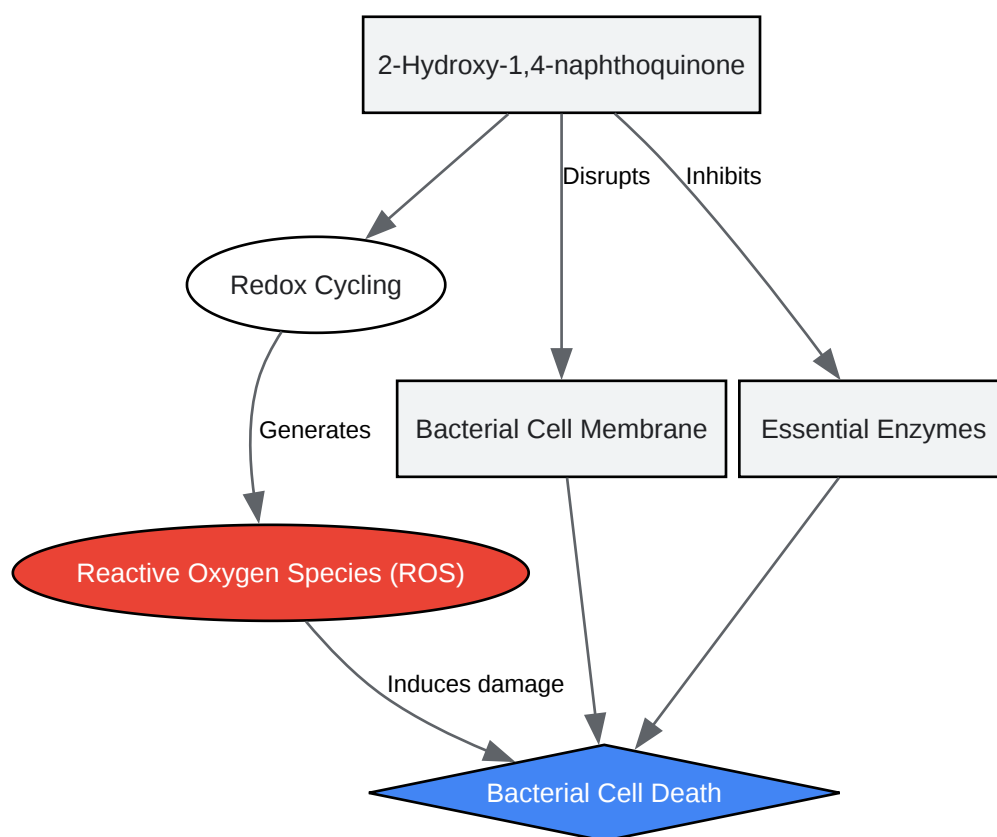 2-Hydroxy-1,4-naphthoquinone
Disrupts
Inhibits
Redox Cycling
Generates
Bacterial Cell Membrane
Essential Enzymes
Reactive Oxygen Species (ROS)
Induces damage
Bacterial Cell Death